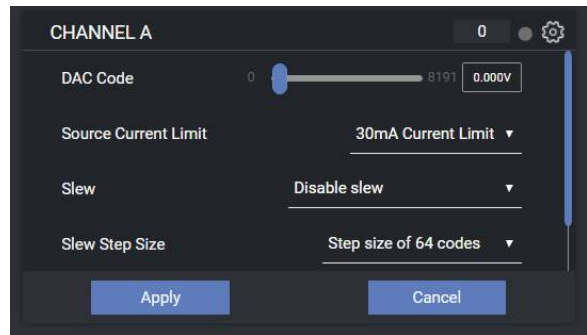 CHANNEL A 0
DAC Code 0 8191 0.000V
Source Current Limit 30mA Current Limit
Slew Disable slew
Slew Step Size Step size of 64 codes
Apply Cancel